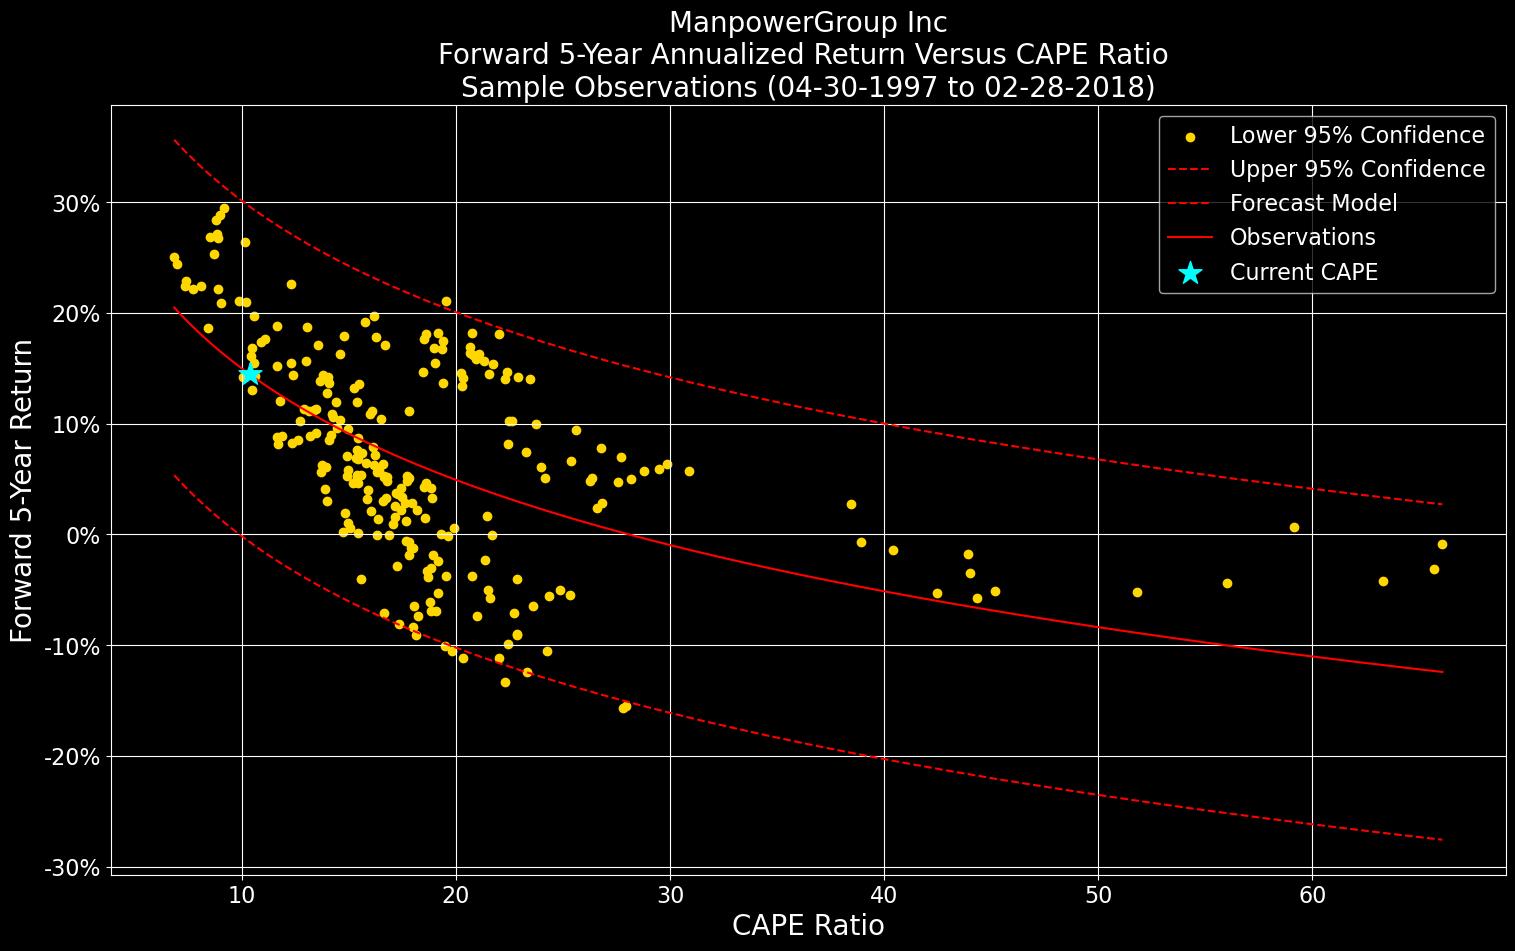 ManpowerGroup Inc
Forward 5-Year Annualized Return Versus CAPE Ratio
Sample Observations (04-30-1997 to 02-28-2018)
Lower 95% Confidence
Upper 95% Confidence
Forecast Model
Observations
Current CAPE
Forward 5-Year Return
30%
20%
10%
0%
-10%
-20%
-30%
10 20 30 40 50 60
CAPE Ratio